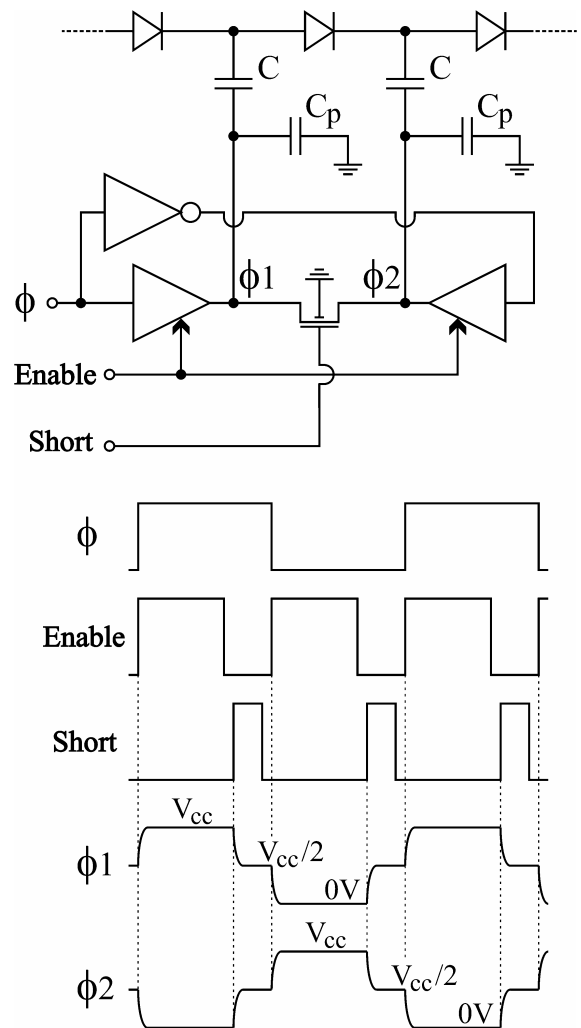 C C
Cp Cp
ϕ ϕ1 ϕ2
Enable
Short
ϕ
Enable
Short
Vcc
ϕ1 Vcc/2
0V
Vcc
ϕ2 Vcc/2
0V